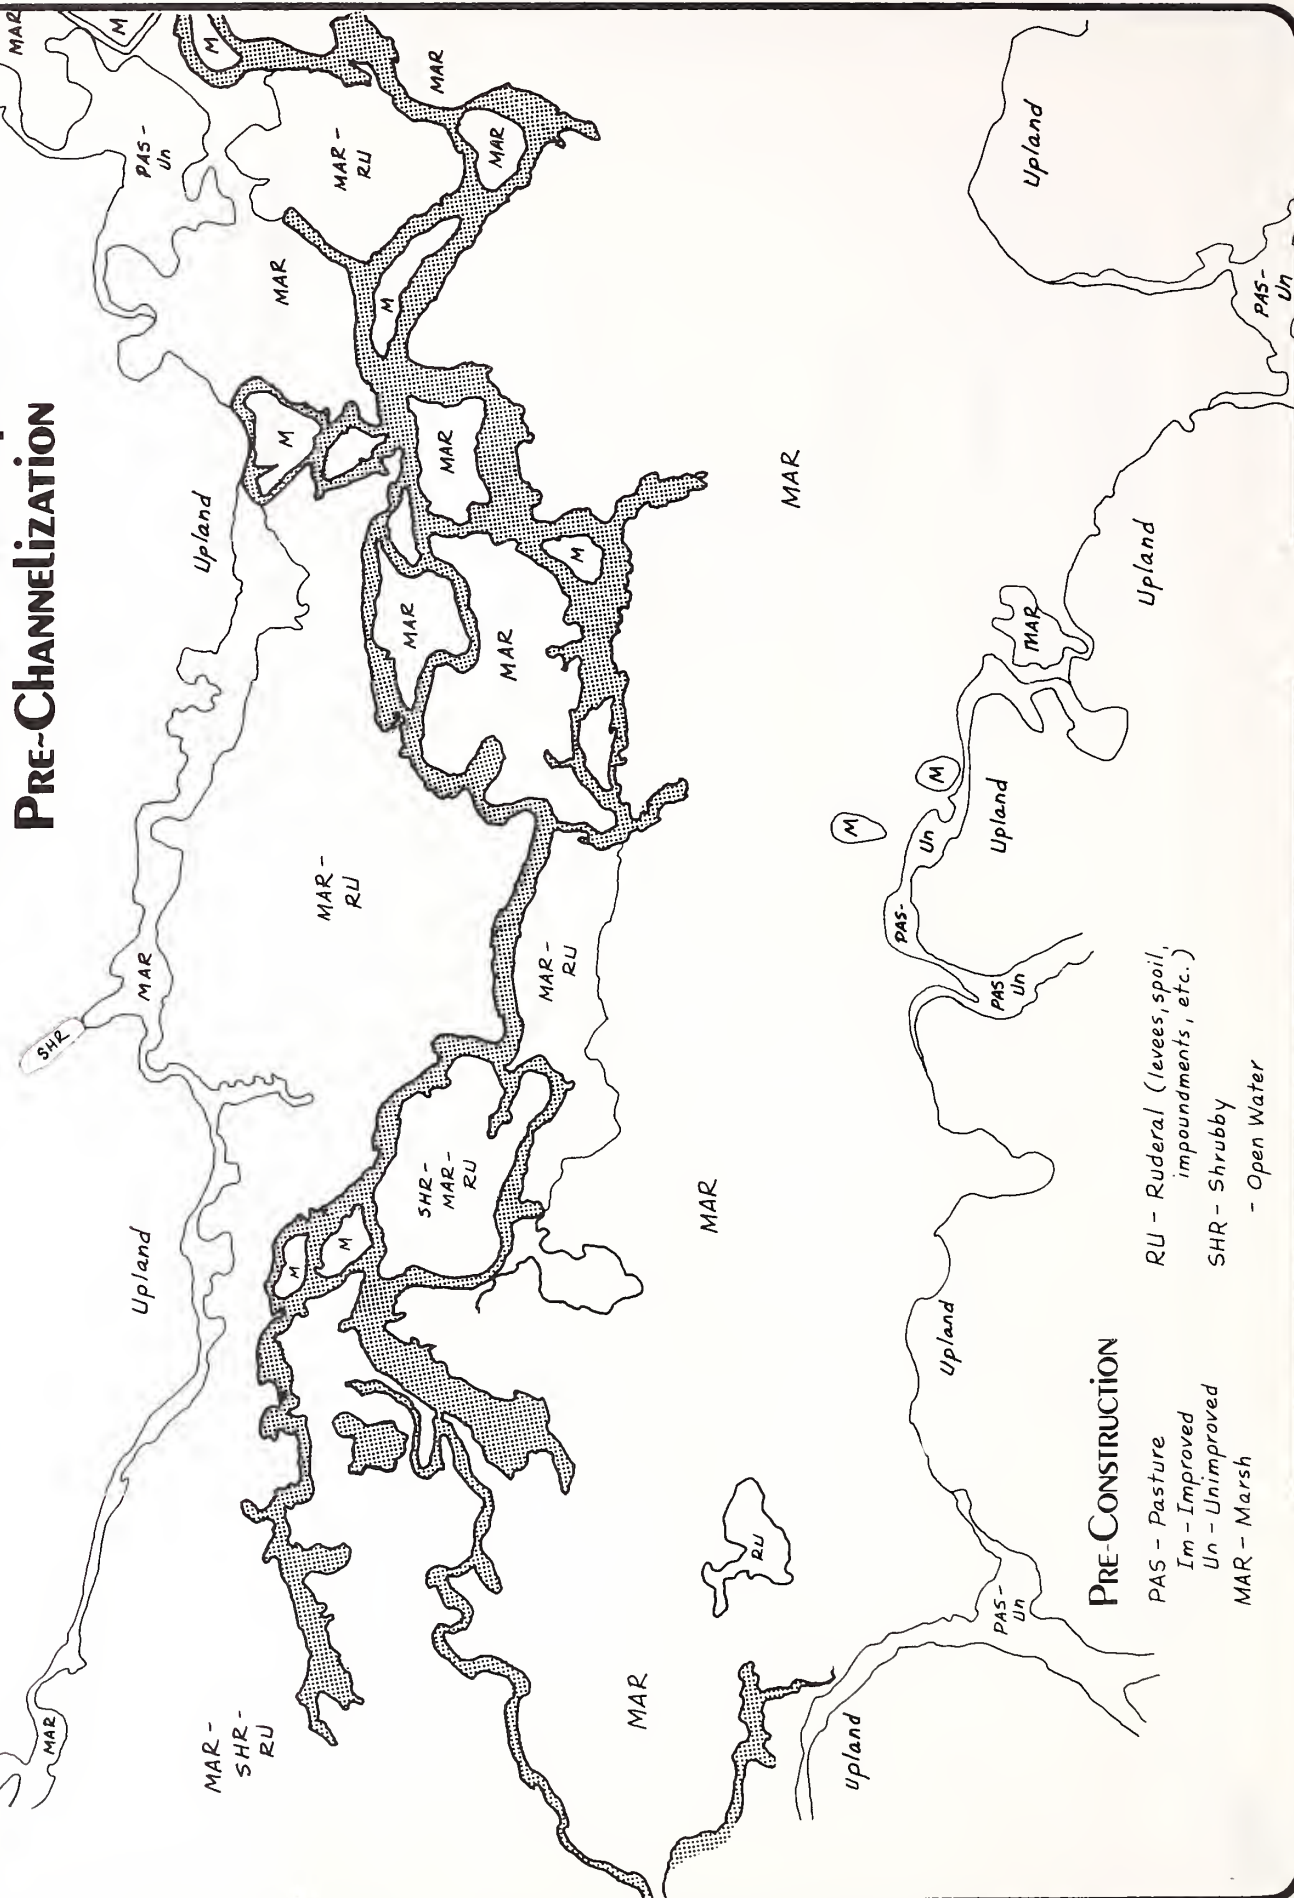 PRE~CHANNELIZATION
MAR
MAR
SHR
M
Upland
MAR
PAS-
Un
Upland
M
MAR-
SHR-
RU
MAR
M
M
MAR-
RU
MAR-
RU
M
M
MAR
SHR-
MAR-
RU
MAR
MAR
MAR
MAR
MAR-
RU
M
MAR
MAR
RU
MAR
M
Upland
PAS-
Un
M
Upland
PAS
Un
Upland
PAS-
Un
MAR
Upland
Upland
PAS-
Un
PRE-CONSTRUCTION
PAS - Pasture
Im - Improved
Un - Unimproved
MAR - Marsh
RU - Ruderal (levees, spoil,
impoundments, etc.)
SHR - Shrubby
- Open Water